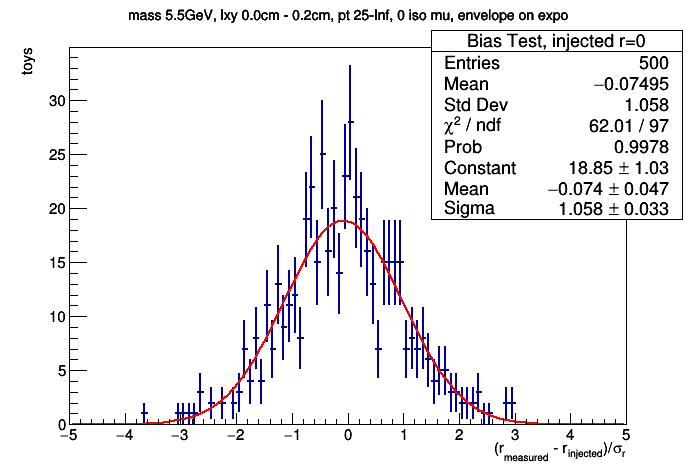 mass 5.5GeV, lxy 0.0cm - 0.2cm, pt 25-Inf, 0 iso mu, envelope on expo
Bias Test, injected r=0
Entries 500
Mean −0.07495
Std Dev 1.058
χ² / ndf 62.01 / 97
Prob 0.9978
Constant 18.85 ± 1.03
Mean −0.074 ± 0.047
Sigma 1.058 ± 0.033
toys
30
25
20
15
10
5
0
−5 −4 −3 −2 −1 0 1 2 3 4 5
(r_measured - r_injected)/σ_r